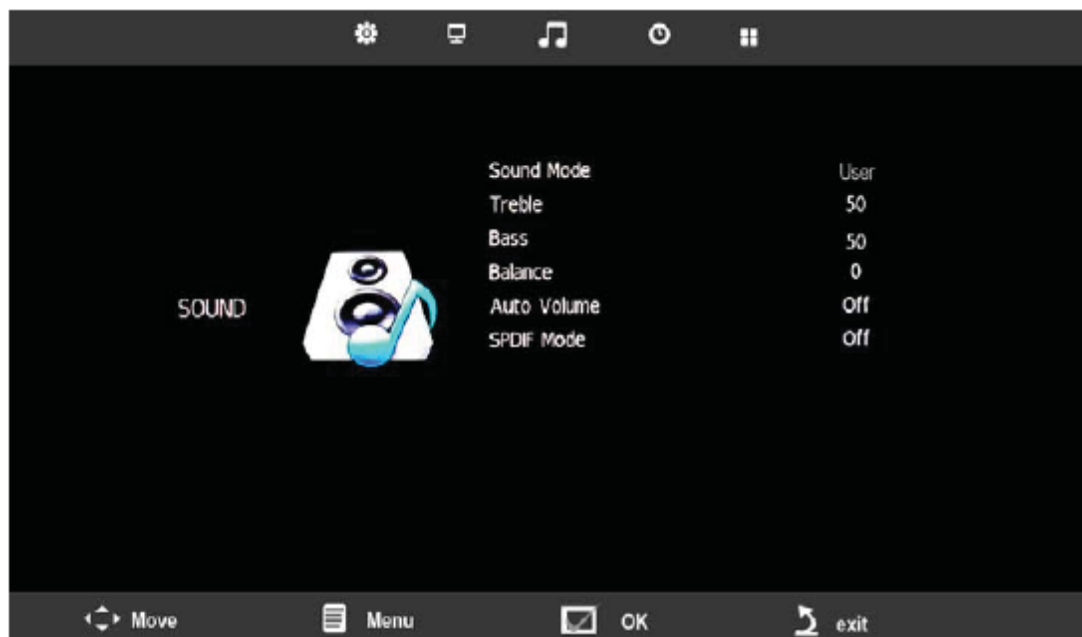 SOUND
Sound Mode User
Treble 50
Bass 50
Balance 0
Auto Volume Off
SPDIF Mode Off
Move Menu OK exit